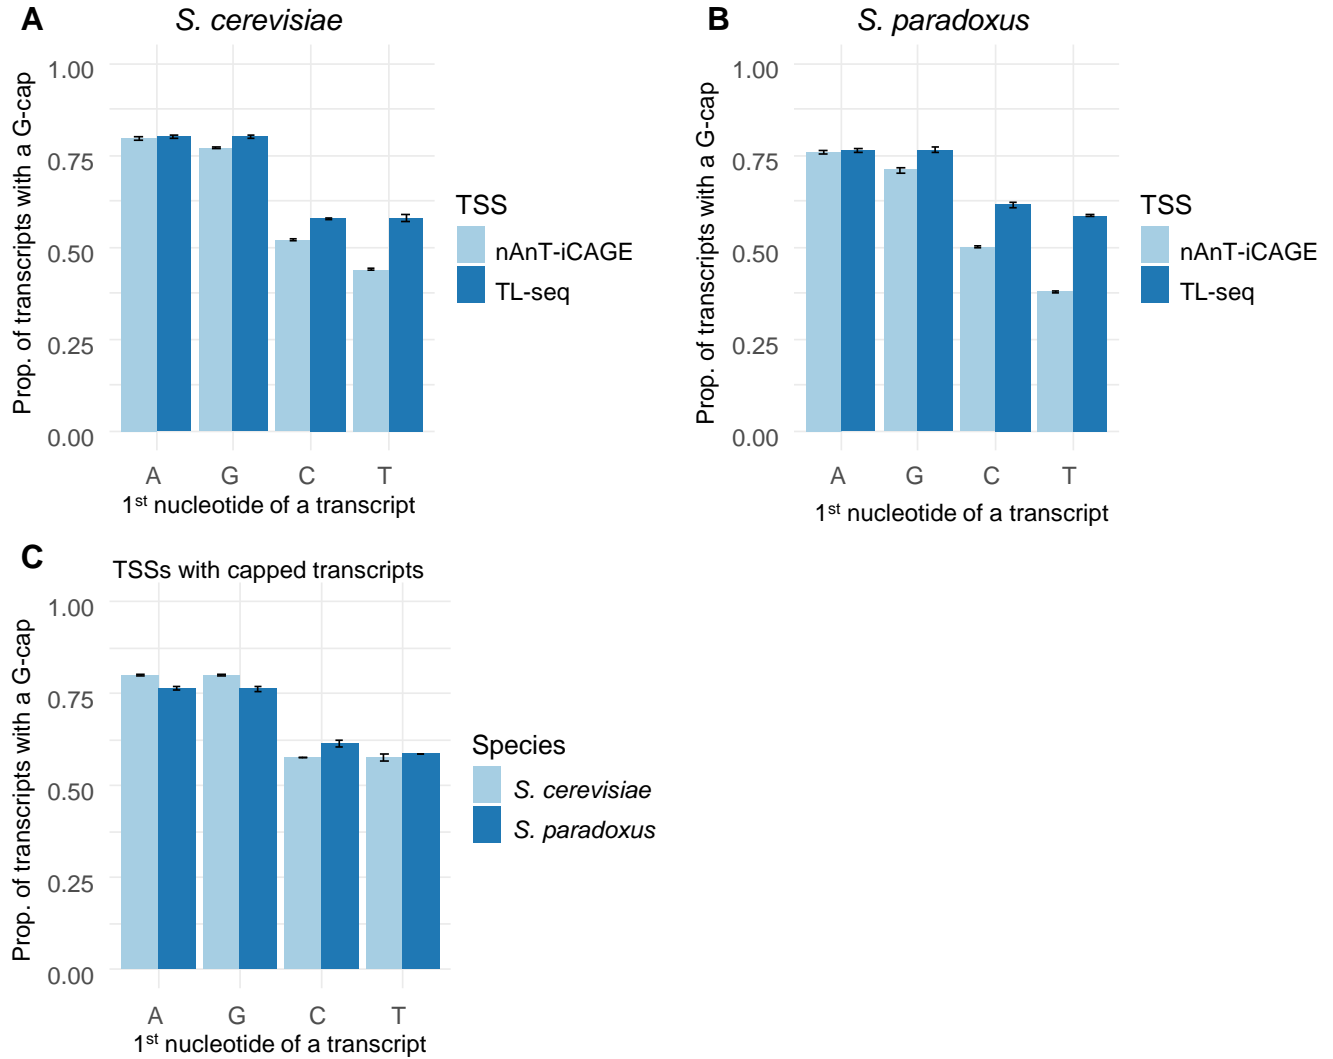 A
S. cerevisiae
Prop. of transcripts with a G-cap
1.00
0.75
0.50
0.25
0.00
A G C T
1st nucleotide of a transcript
TSS
nAnT-iCAGE
TL-seq
B
S. paradoxus
Prop. of transcripts with a G-cap
1.00
0.75
0.50
0.25
0.00
A G C T
1st nucleotide of a transcript
TSS
nAnT-iCAGE
TL-seq
C
TSSs with capped transcripts
Prop. of transcripts with a G-cap
1.00
0.75
0.50
0.25
0.00
A G C T
1st nucleotide of a transcript
Species
S. cerevisiae
S. paradoxus